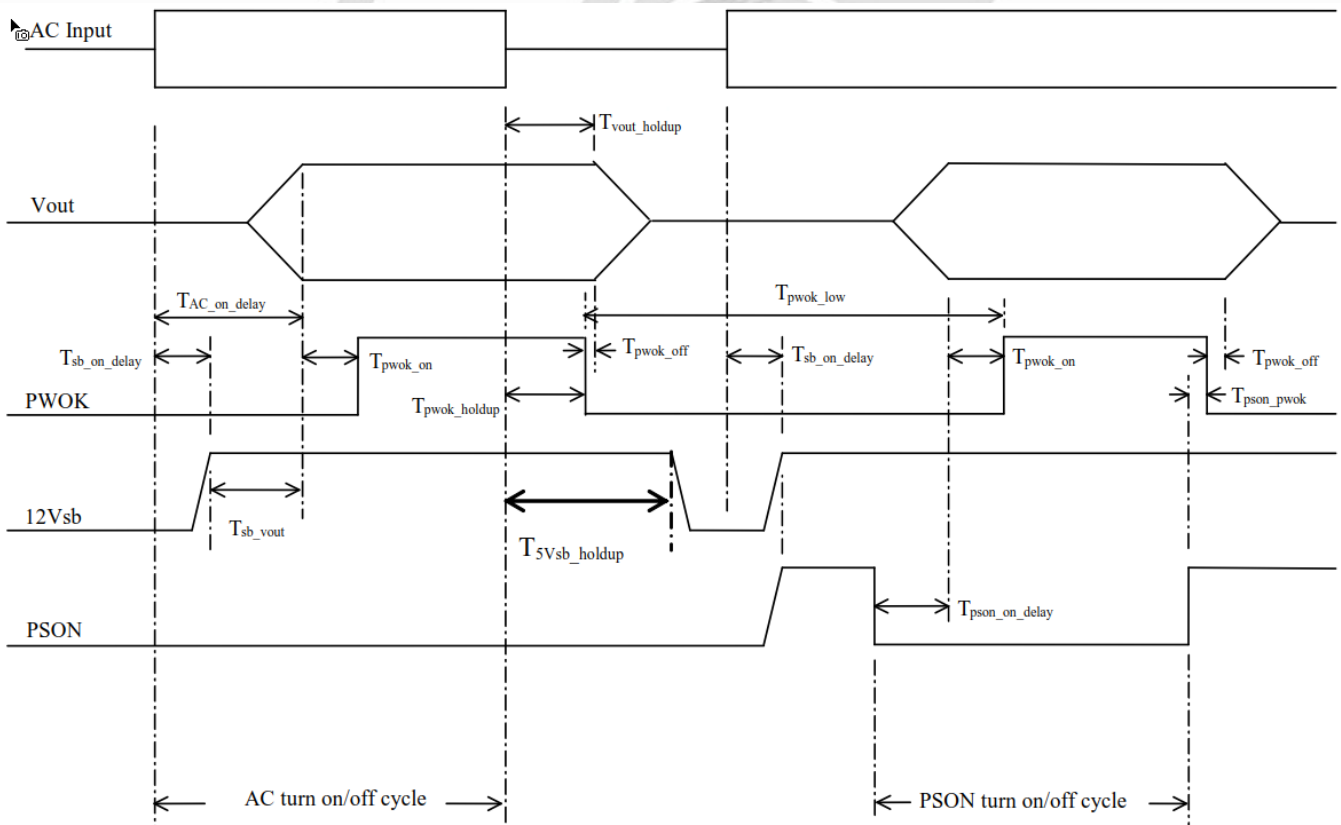 AC Input
Tvout_holdup
Vout
TAC_on_delay
Tpwok_low
Tsb_on_delay
Tpwok_on
Tpwok_off
Tsb_on_delay
Tpwok_on
Tpwok_off
PWOK
Tpwok_holdup
Tpson_pwok
12Vsb
Tsb_vout
T5Vsb_holdup
PSON
Tpson_on_delay
AC turn on/off cycle
PSON turn on/off cycle